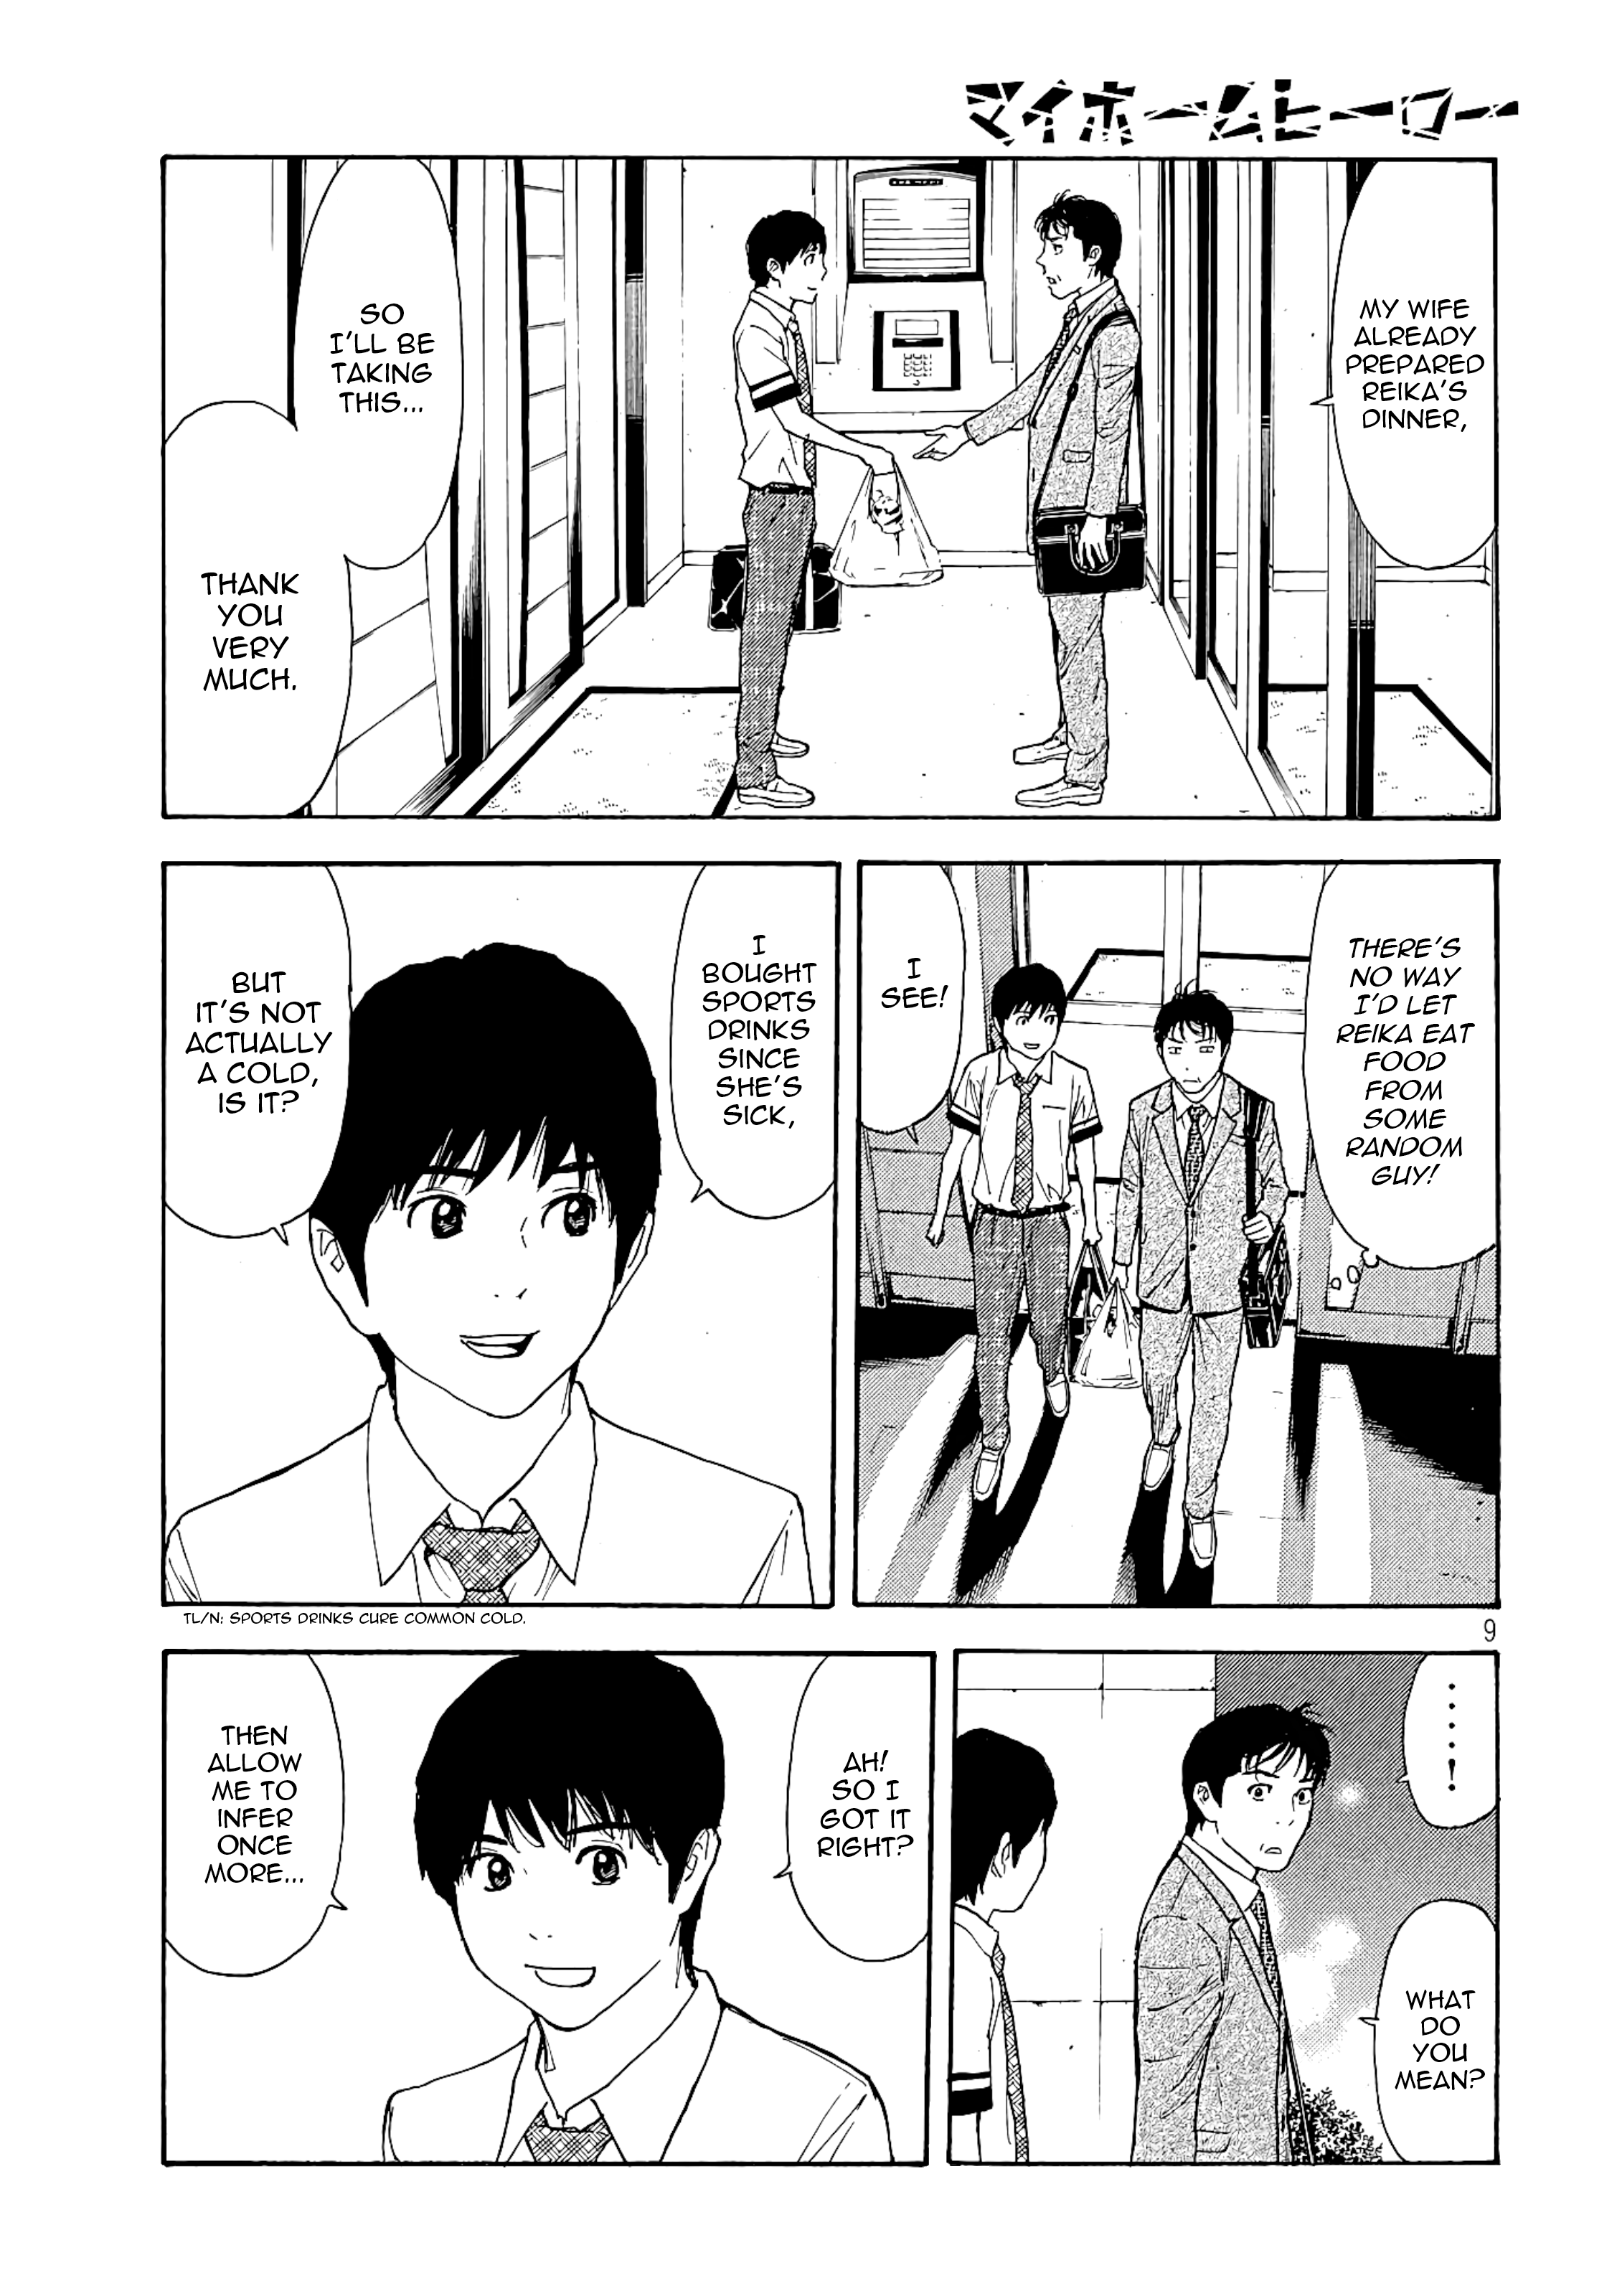 マイホームヒーロー
MY WIFE
ALREADY
PREPARED
REIKA'S
DINNER,
SO
I'LL BE
TAKING
THIS...
THANK
YOU
VERY
MUCH.
THERE'S
NO WAY
I'D LET
REIKA EAT
FOOD
FROM
SOME
RANDOM
GUY!
I
SEE!
I
BOUGHT
SPORTS
DRINKS
SINCE
SHE'S
SICK,
BUT
IT'S NOT
ACTUALLY
A COLD,
IS IT?
TL/N: SPORTS DRINKS CURE COMMON COLD.
9
.....!
WHAT
DO
YOU
MEAN?
AH!
SO I
GOT IT
RIGHT?
THEN
ALLOW
ME TO
INFER
ONCE
MORE...